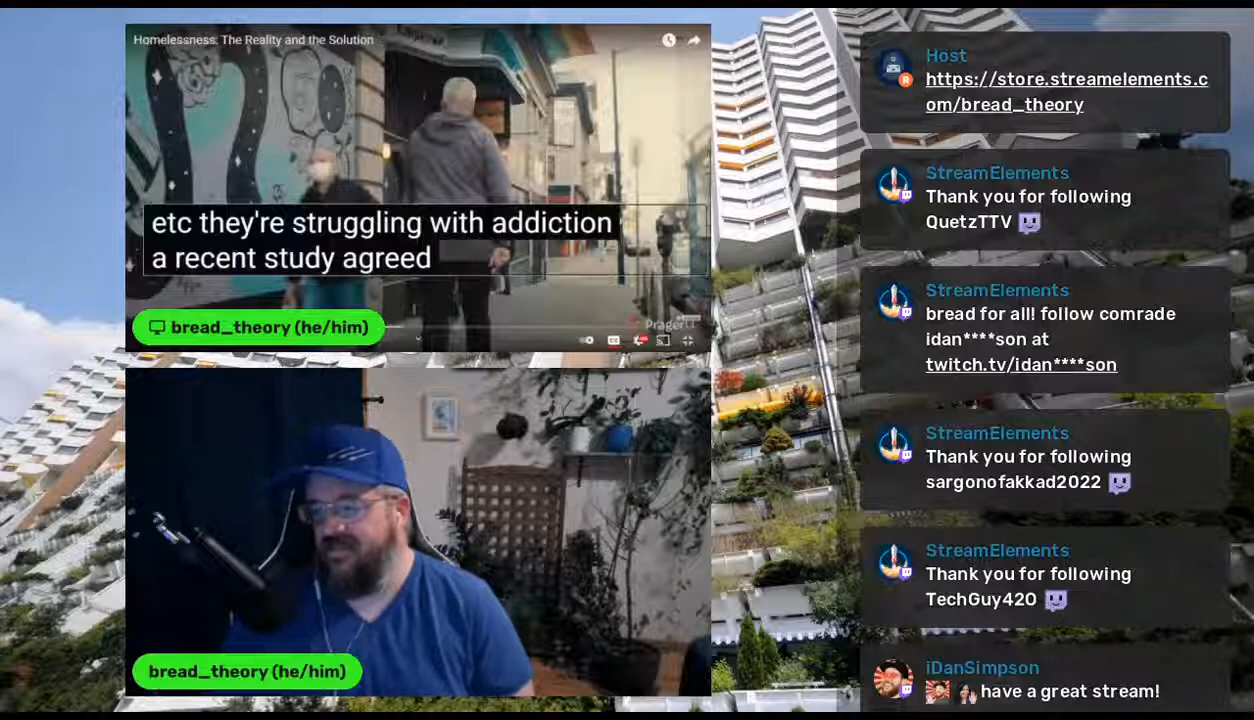 Homelessness: The Reality and the Solution
etc they're struggling with addiction
a recent study agreed
PragerU
bread_theory (he/him)
bread_theory (he/him)
Höst
https://store.streamelements.c
om/bread_theory
StreamElements
Thank you for following
QuetzTTV
StreamElements
bread for all! follow comrade
idan****son at
twitch.tv/idan****son
StreamElements
Thank you for following
sargonofakkad2022
StreamElements
Thank you for following
TechGuy420
iDanSimpson
have a great stream!